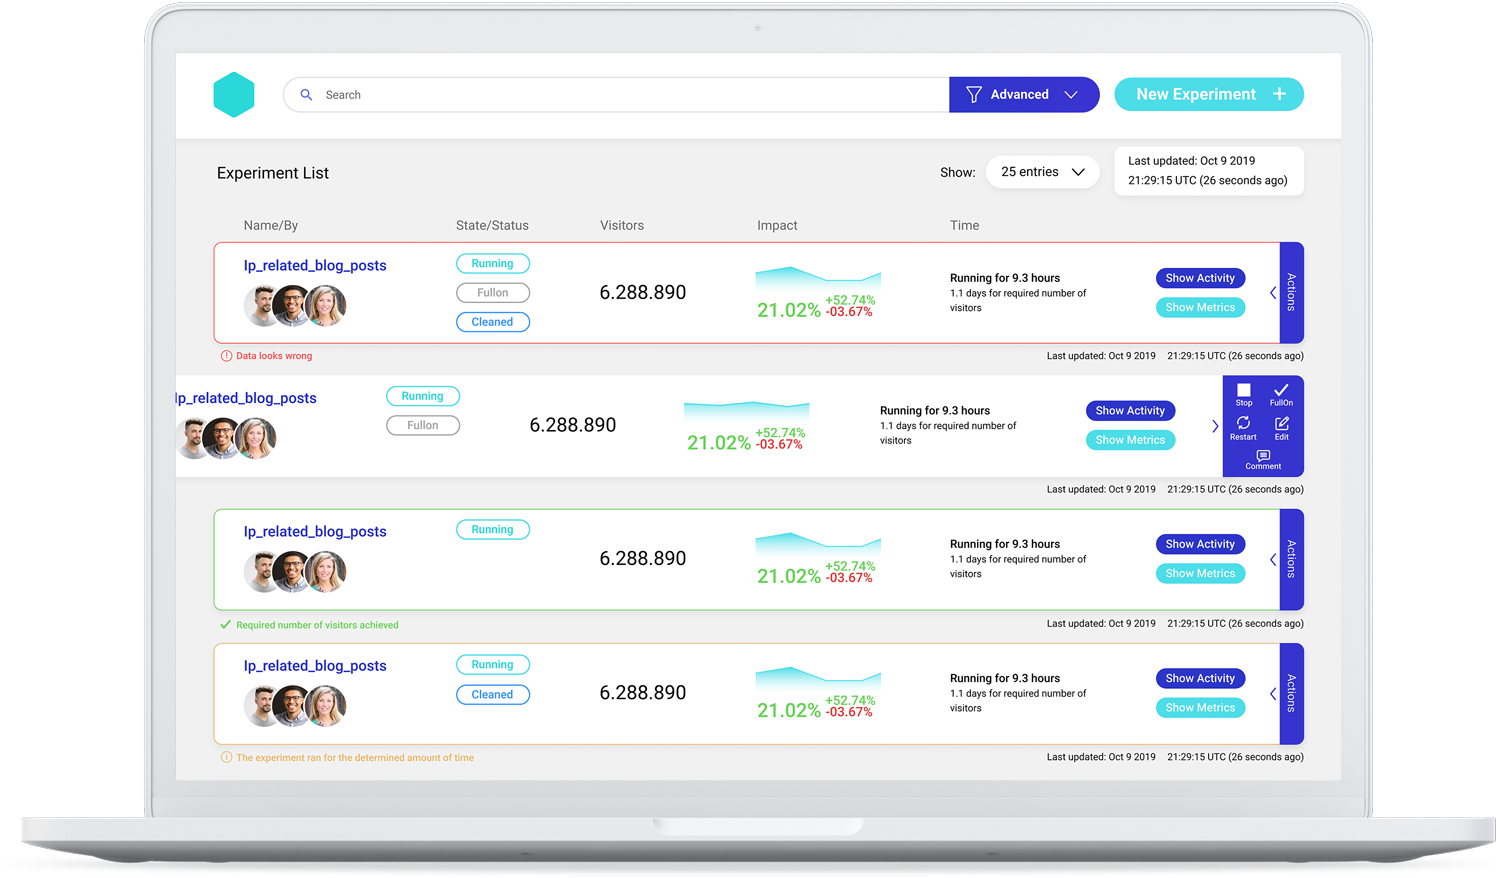 Search
Advanced
New Experiment +
Experiment List
Show:
25 entries
Last updated: Oct 9 2019
21:29:15 UTC (26 seconds ago)
Name/By
State/Status
Visitors
Impact
Time
lp_related_blog_posts
Running
Fullon
Cleaned
6.288.890
21.02%
+52.74%
-03.67%
Running for 9.3 hours
1.1 days for required number of
visitors
Show Activity
Show Metrics
Actions
Data looks wrong
Last updated: Oct 9 2019 21:29:15 UTC (26 seconds ago)
lp_related_blog_posts
Running
Fullon
6.288.890
21.02%
+52.74%
-03.67%
Running for 9.3 hours
1.1 days for required number of
visitors
Show Activity
Show Metrics
Stop
FullOn
Restart
Edit
Comment
Last updated: Oct 9 2019 21:29:15 UTC (26 seconds ago)
lp_related_blog_posts
Running
6.288.890
21.02%
+52.74%
-03.67%
Running for 9.3 hours
1.1 days for required number of
visitors
Show Activity
Show Metrics
Actions
Required number of visitors achieved
Last updated: Oct 9 2019 21:29:15 UTC (26 seconds ago)
lp_related_blog_posts
Running
Cleaned
6.288.890
21.02%
+52.74%
-03.67%
Running for 9.3 hours
1.1 days for required number of
visitors
Show Activity
Show Metrics
Actions
The experiment ran for the determined amount of time
Last updated: Oct 9 2019 21:29:15 UTC (26 seconds ago)